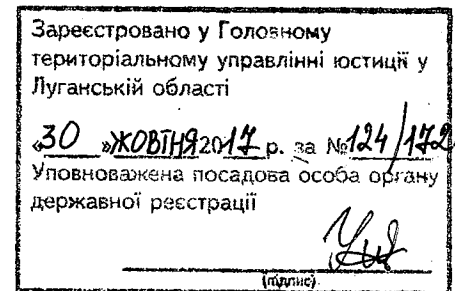 Зареєстровано у Головному
територіальному управлінні юстиції у
Луганській області
«30» ЖОВТНЯ 2017 р. за №124/172
Уповноважена посадова особа органу
державної реєстрації
(підпис)